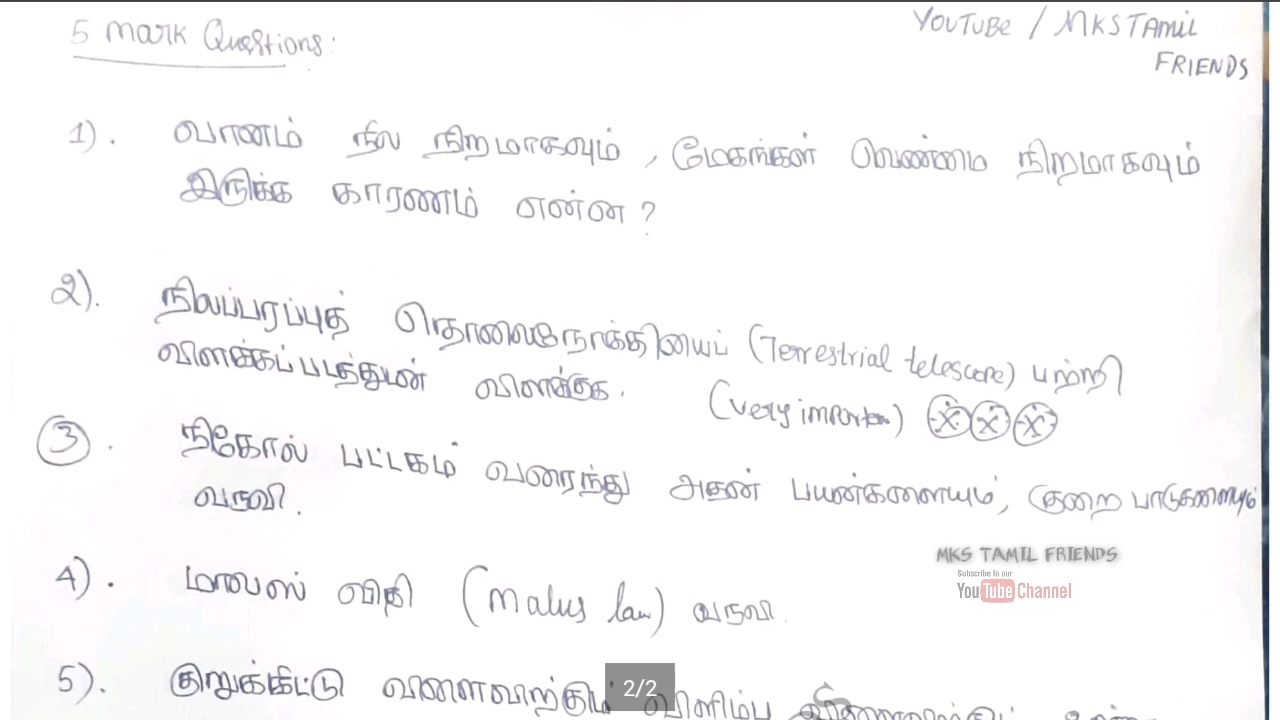 5 Mark Questions:
YOUTUBE / MKS TAMIL
FRIENDS
1). வானம் நீல நிறமாகவும், மேகங்கள் வெண்மை நிறமாகவும்
இருக்க காரணம் என்ன?
2). நிலப்பரப்புத் தொலைநோக்கியைப் (Terrestrial telescope) பற்றி
விளக்கப்படத்துடன் விளக்குக. (very important)
3. நிகோல் பட்டகம் வரைந்து அதன் பயன்களையும், குறைபாடுகளையும்
வருவி.
4). மாலஸ் விதி (Malus law) வருவி.
MKS TAMIL FRIENDS
Subscribe to our
YouTube Channel
5). குறுக்கீட்டு விளைவிற்கும் விளிம்பு
2/2